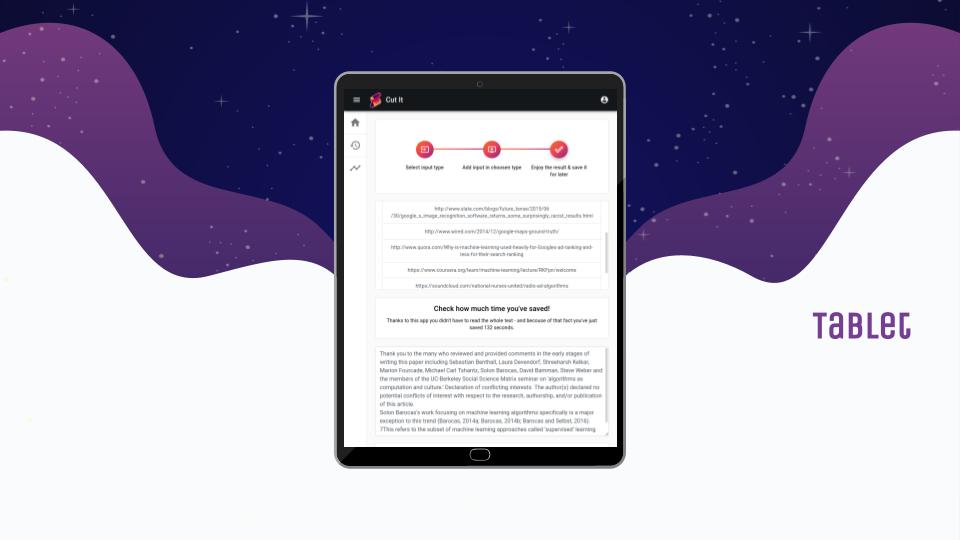 Cut It
Select input type
Add input in choosen type
Enjoy the result & save it
for later
http://www.slate.com/blogs/future_tense/2015/06
/30/google_s_image_recognition_software_returns_some_surprisingly_racist_results.html
http://www.wired.com/2014/12/google-maps-ground-truth/
http://www.quora.com/Why-is-machine-learning-used-heavily-for-Googles-ad-ranking-and-
less-for-their-search-ranking
https://www.coursera.org/learn/machine-learning/lecture/RKFpn/welcome
https://soundcloud.com/national-nurses-united/radio-ad-algorithms
Check how much time you've saved!
Thanks to this app you didn't have to read the whole text - and becouse of that fact you've just
saved 132 seconds.
Tablet
Thank you to the many who reviewed and provided comments in the early stages of
writing this paper including Sebastian Benthall, Laura Devendorf, Shreeharsh Kelkar,
Marion Fourcade, Michael Carl Tshantz, Solon Barocas, David Bamman, Steve Weber and
the members of the UC-Berkeley Social Science Matrix seminar on 'algorithms as
computation and culture.' Declaration of conflicting interests: The author(s) declared no
potential conflicts of interest with respect to the research, authorship, and/or publication
of this article.
Solon Barocas's work focusing on machine learning algorithms specifically is a major
exception to this trend (Barocas, 2014a; Barocas, 2014b; Barocas and Selbst, 2016).
7This refers to the subset of machine learning approaches called 'supervised' learning